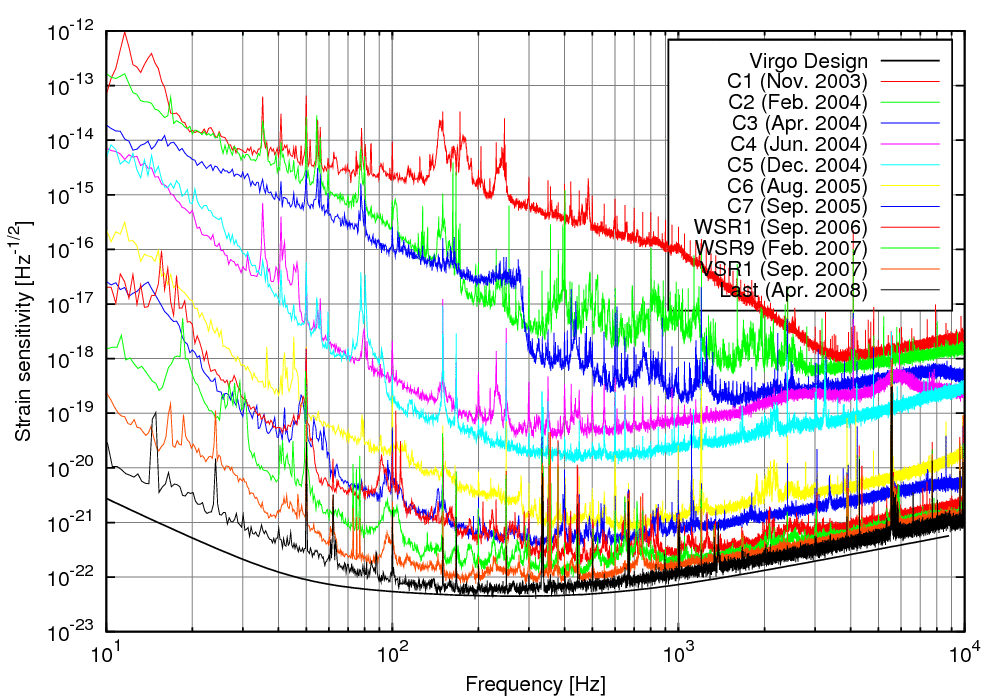 10^-12
10^-13
10^-14
10^-15
10^-16
10^-17
10^-18
10^-19
10^-20
10^-21
10^-22
10^-23
Strain sensitivity [Hz^-1/2]
Virgo Design
C1 (Nov. 2003)
C2 (Feb. 2004)
C3 (Apr. 2004)
C4 (Jun. 2004)
C5 (Dec. 2004)
C6 (Aug. 2005)
C7 (Sep. 2005)
WSR1 (Sep. 2006)
WSR9 (Feb. 2007)
VSR1 (Sep. 2007)
Last (Apr. 2008)
10^1 10^2 10^3 10^4
Frequency [Hz]